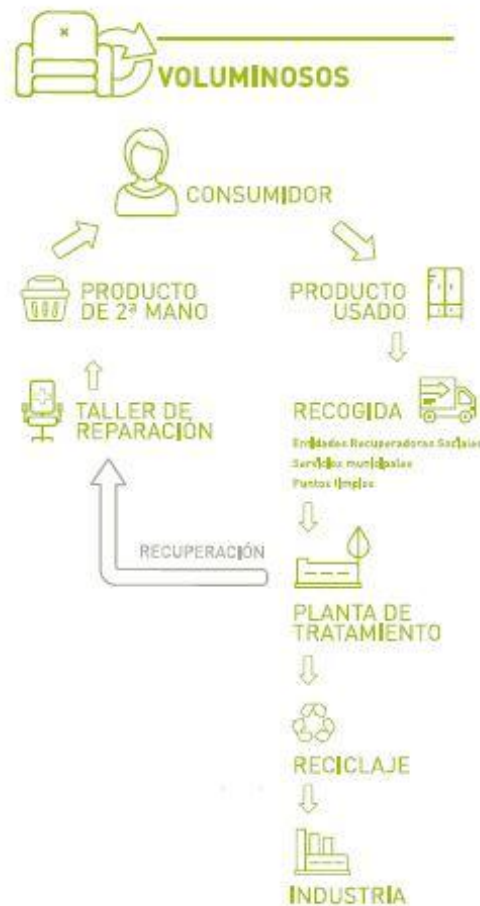 VOLUMINOSOS
CONSUMIDOR
PRODUCTO
DE 2ª MANO
PRODUCTO
USADO
TALLER DE
REPARACIÓN
RECOGIDA
Entidades Recuperadoras Sociales
Servicios municipales
Puntos limpios
RECUPERACIÓN
PLANTA DE
TRATAMIENTO
RECICLAJE
INDUSTRIA